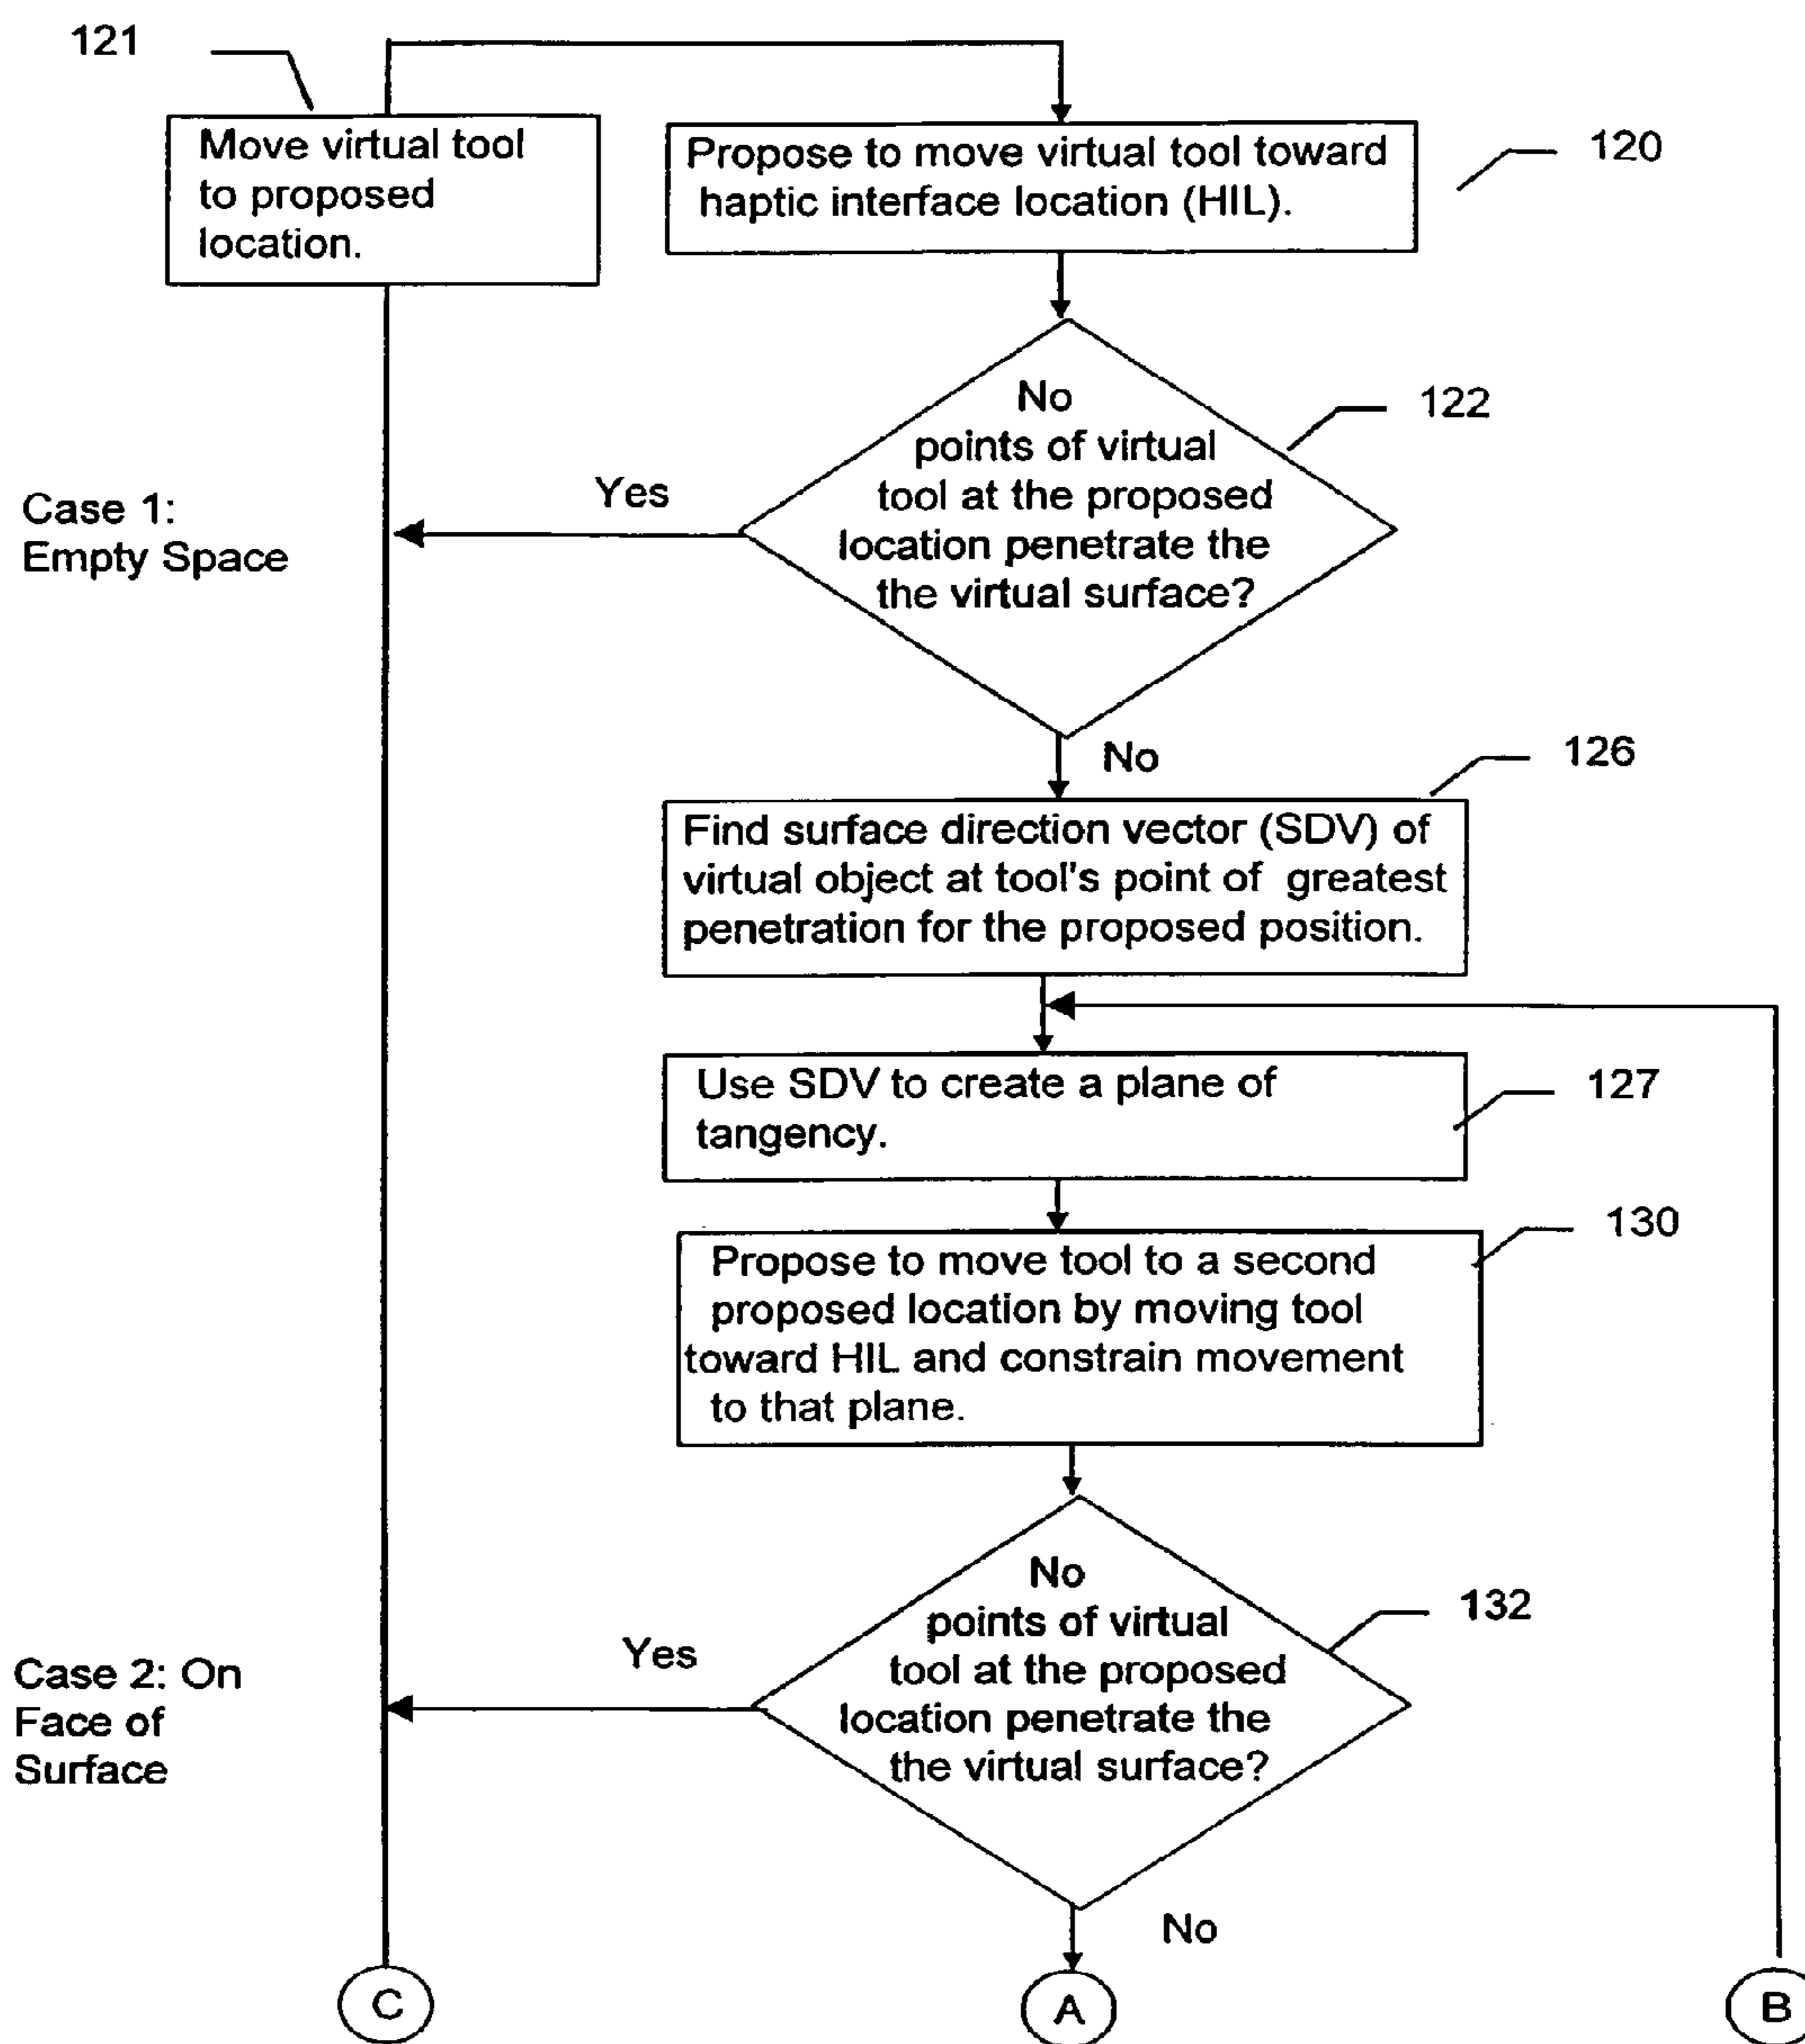 121
Move virtual tool
to proposed
location.
Propose to move virtual tool toward
haptic interface location (HIL).
120
No
points of virtual
tool at the proposed
location penetrate the
the virtual surface?
122
Yes
Case 1:
Empty Space
No
126
Find surface direction vector (SDV) of
virtual object at tool's point of greatest
penetration for the proposed position.
Use SDV to create a plane of
tangency.
127
130
Propose to move tool to a second
proposed location by moving tool
toward HIL and constrain movement
to that plane.
No
points of virtual
tool at the proposed
location penetrate the
the virtual surface?
132
Yes
Case 2: On
Face of
Surface
No
C
A
B